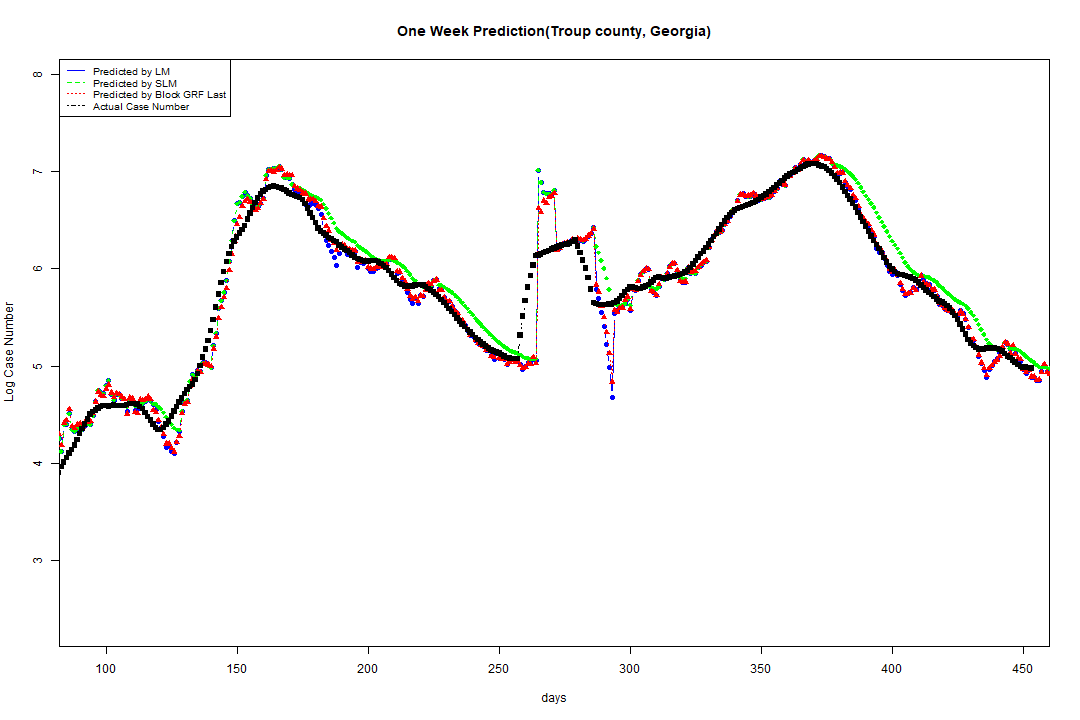 One Week Prediction(Troup county, Georgia)
Predicted by LM
Predicted by SLM
Predicted by Block GRF Last
Actual Case Number
8
7
6
5
4
3
Log Case Number
100 150 200 250 300 350 400 450
days